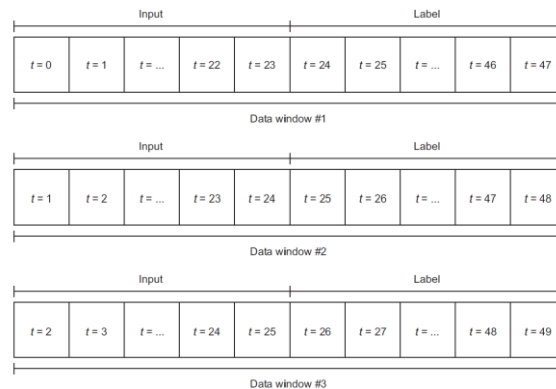 Input Label
t = 0 t = 1 t = ... t = 22 t = 23 t = 24 t = 25 t = ... t = 46 t = 47
Data window #1
Input Label
t = 1 t = 2 t = ... t = 23 t = 24 t = 25 t = 26 t = ... t = 47 t = 48
Data window #2
Input Label
t = 2 t = 3 t = ... t = 24 t = 25 t = 26 t = 27 t = ... t = 48 t = 49
Data window #3